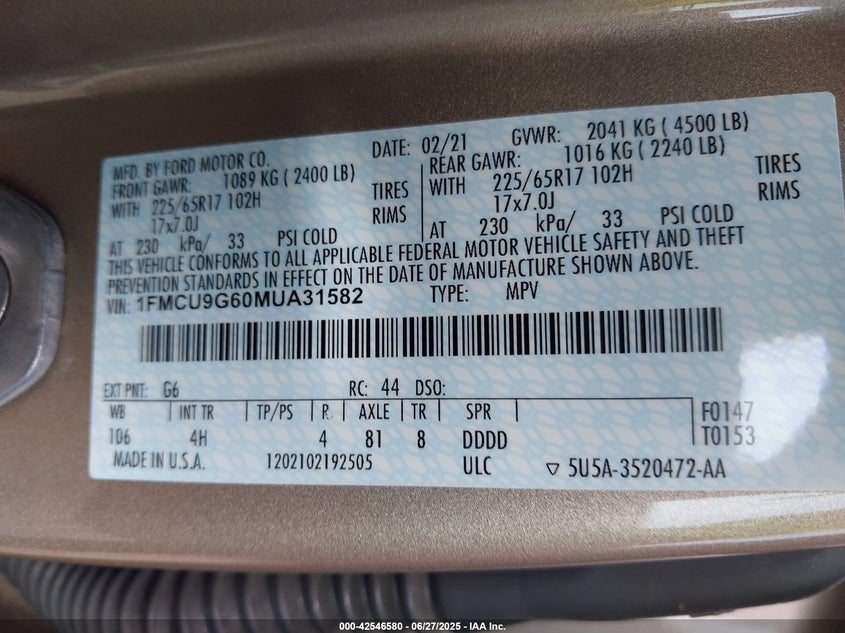 MFD. BY FORD MOTOR CO. DATE: 02/21 GVWR: 2041 KG ( 4500 LB)
FRONT GAWR: 1089 KG ( 2400 LB) REAR GAWR: 1016 KG ( 2240 LB)
WITH 225/65R17 102H TIRES WITH 225/65R17 102H TIRES
17x7.0J RIMS 17x7.0J RIMS
AT 230 kPa/ 33 PSI COLD AT 230 kPa/ 33 PSI COLD
THIS VEHICLE CONFORMS TO ALL APPLICABLE FEDERAL MOTOR VEHICLE SAFETY AND THEFT
PREVENTION STANDARDS IN EFFECT ON THE DATE OF MANUFACTURE SHOWN ABOVE.
VIN: 1FMCU9G60MUA31582 TYPE: MPV
EXT PNT: G6 RC: 44 DSO:
WB INT TR TP/PS R AXLE TR SPR F0147
106 4H 4 81 8 DDDD T0153
MADE IN U.S.A. 1202102192505 ULC ▽ 5U5A-3520472-AA
000-42546580 - 06/27/2025 - IAA Inc.